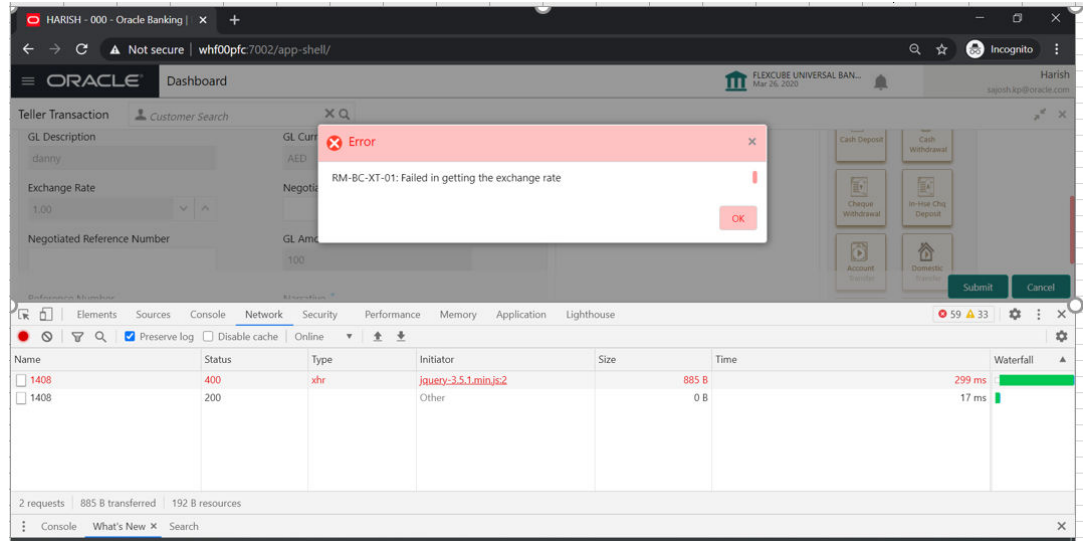 HARISH - 000 - Oracle Banking | × +
Not secure | whf00pfc:7002/app-shell/ Incognito
ORACLE Dashboard FLEXCUBE UNIVERSAL BAN... Harish
Mar 26, 2020 sajosh.kp@oracle.com
Teller Transaction Customer Search
GL Description GL Curr Cash Deposit Cash Withdrawal
danny AED
Error
RM-BC-XT-01: Failed in getting the exchange rate
OK
Exchange Rate Negotia
1.00 Cheque Withdrawal In-Hse Chq Deposit
Negotiated Reference Number GL Amo
100 Account Transfer Domestic Transfer
Submit Cancel
Reference Number Narrative *
Elements Sources Console Network Security Performance Memory Application Lighthouse 59 33
Preserve log Disable cache Online
Name Status Type Initiator Size Time Waterfall
1408 400 xhr jquery-3.5.1.min.js:2 885 B 299 ms
1408 200 Other 0 B 17 ms
2 requests 885 B transferred 192 B resources
Console What's New × Search